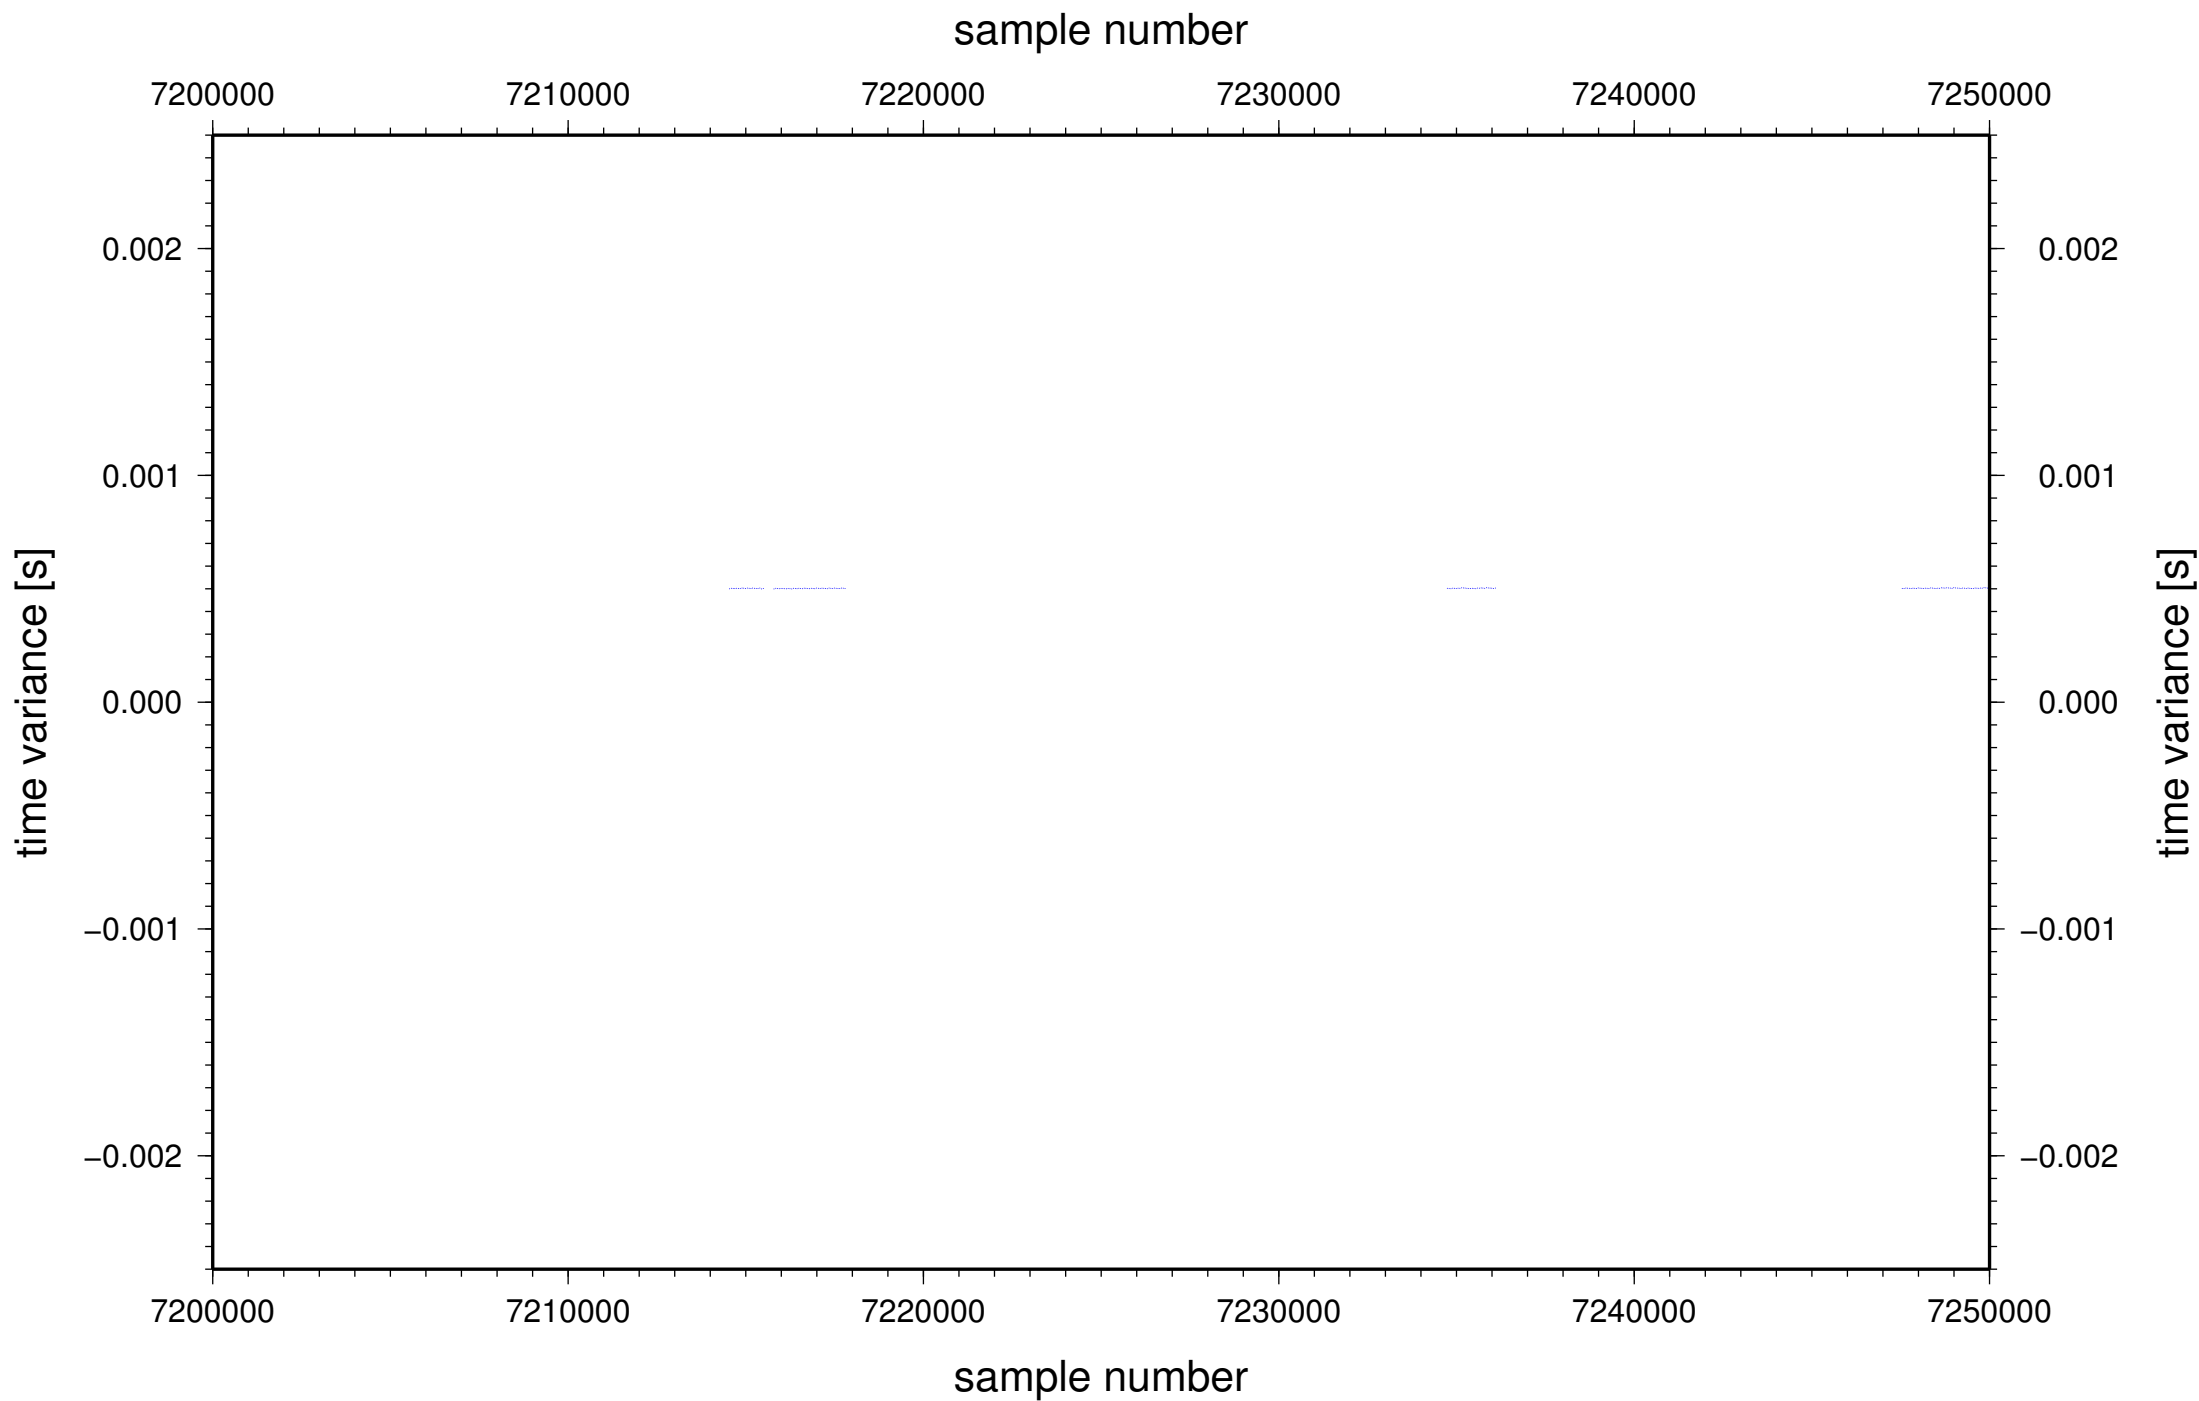 sample number
7200000 7210000 7220000 7230000 7240000 7250000
0.002 0.002
0.001 0.001
0.000 0.000
−0.001 −0.001
−0.002 −0.002
time variance [s]
time variance [s]
7200000 7210000 7220000 7230000 7240000 7250000
sample number